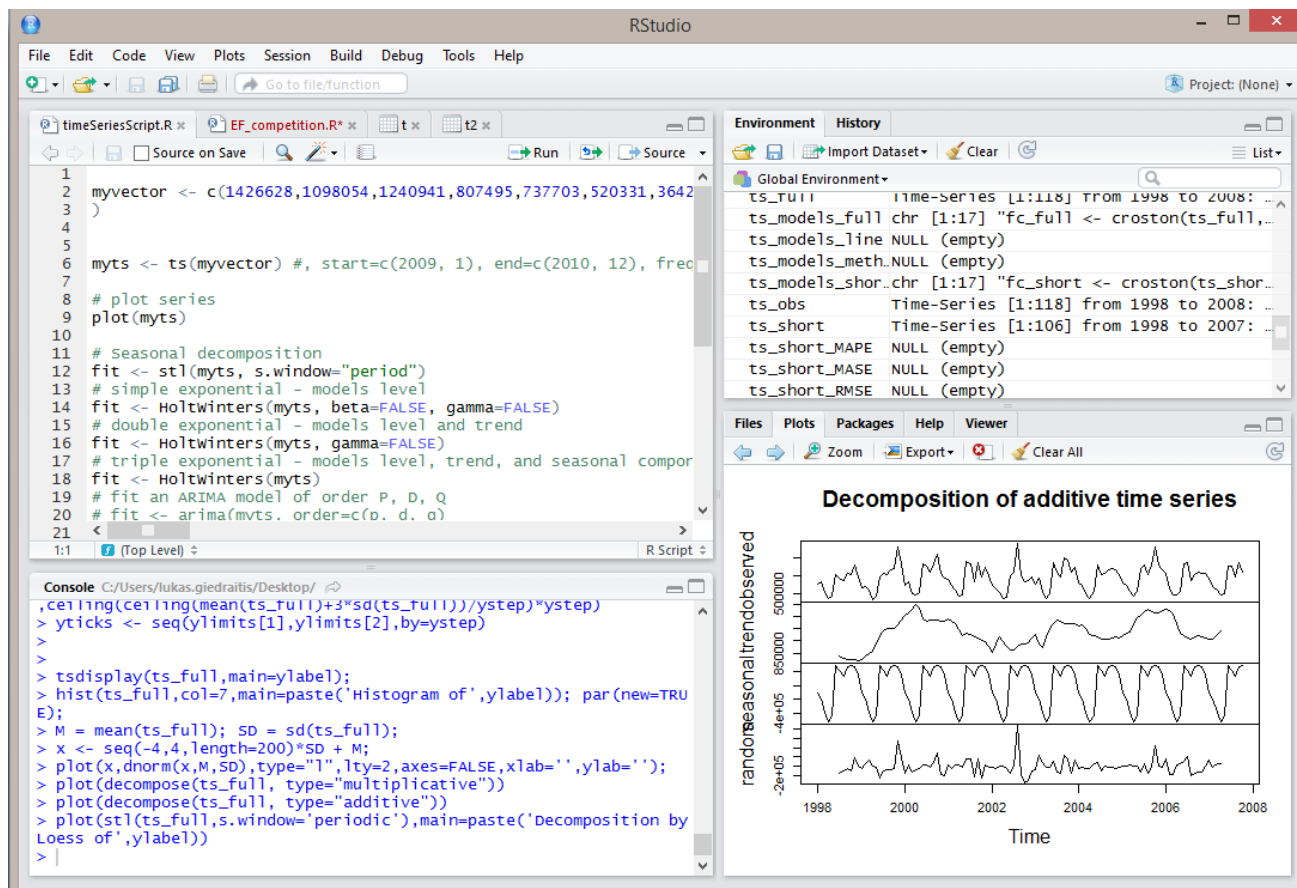 RStudio
File Edit Code View Plots Session Build Debug Tools Help
Go to file/function
Project: (None)
timeSeriesScript.R
EF_competition.R*
t
t2
Source on Save
Run
Source
1
2 myvector <- c(1426628,1098054,1240941,807495,737703,520331,3642
3 )
4
5
6 myts <- ts(myvector) #, start=c(2009, 1), end=c(2010, 12), freq
7
8 # plot series
9 plot(myts)
10
11 # Seasonal decomposition
12 fit <- stl(myts, s.window="period")
13 # simple exponential - models level
14 fit <- HoltWinters(myts, beta=FALSE, gamma=FALSE)
15 # double exponential - models level and trend
16 fit <- HoltWinters(myts, gamma=FALSE)
17 # triple exponential - models level, trend, and seasonal compor
18 fit <- HoltWinters(myts)
19 # fit an ARIMA model of order P, D, Q
20 # fit <- arima(myts, order=c(p, d, q)
21
1:1 (Top Level) R Script
Console C:/Users/lukas.giedraitis/Desktop/
,ceiling(ceiling(mean(ts_full)+3*sd(ts_full))/ystep)*ystep)
> yticks <- seq(ylimits[1],ylimits[2],by=ystep)
>
>
> tsdisplay(ts_full,main=ylabel);
> hist(ts_full,col=7,main=paste('Histogram of',ylabel)); par(new=TRU
E);
> M = mean(ts_full); SD = sd(ts_full);
> x <- seq(-4,4,length=200)*SD + M;
> plot(x,dnorm(x,M,SD),type="l",lty=2,axes=FALSE,xlab='',ylab='');
> plot(decompose(ts_full, type="multiplicative"))
> plot(decompose(ts_full, type="additive"))
> plot(stl(ts_full,s.window='periodic'),main=paste('Decomposition by
Loess of',ylabel))
>
Environment History
Import Dataset Clear List
Global Environment
ts_full Time-Series [1:118] from 1998 to 2008: …
ts_models_full chr [1:17] "fc_full <- croston(ts_full,…
ts_models_line NULL (empty)
ts_models_meth… NULL (empty)
ts_models_shor… chr [1:17] "fc_short <- croston(ts_shor…
ts_obs Time-Series [1:118] from 1998 to 2008: …
ts_short Time-Series [1:106] from 1998 to 2007: …
ts_short_MAPE NULL (empty)
ts_short_MASE NULL (empty)
ts_short_RMSE NULL (empty)
Files Plots Packages Help Viewer
Zoom Export Clear All
Decomposition of additive time series
observed
500000
trend
650000
850000
seasonal
-4e+05
random
-2e+05
1998 2000 2002 2004 2006 2008
Time